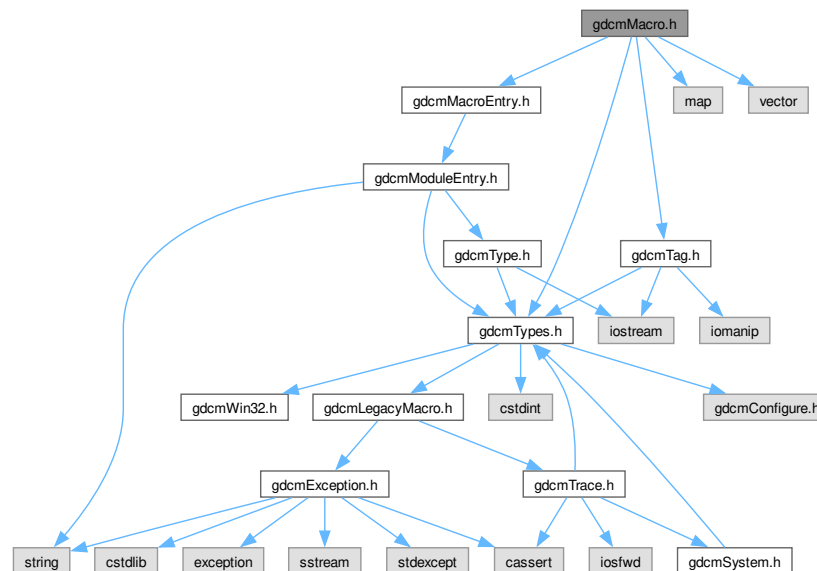 gdcmMacro.h
gdcmMacroEntry.h
map
vector
gdcmModuleEntry.h
gdcmType.h
gdcmTag.h
gdcmTypes.h
iostream
iomanip
gdcmWin32.h
gdcmLegacyMacro.h
cstdint
gdcmConfigure.h
gdcmException.h
gdcmTrace.h
string
cstdlib
exception
sstream
stdexcept
cassert
iosfwd
gdcmSystem.h